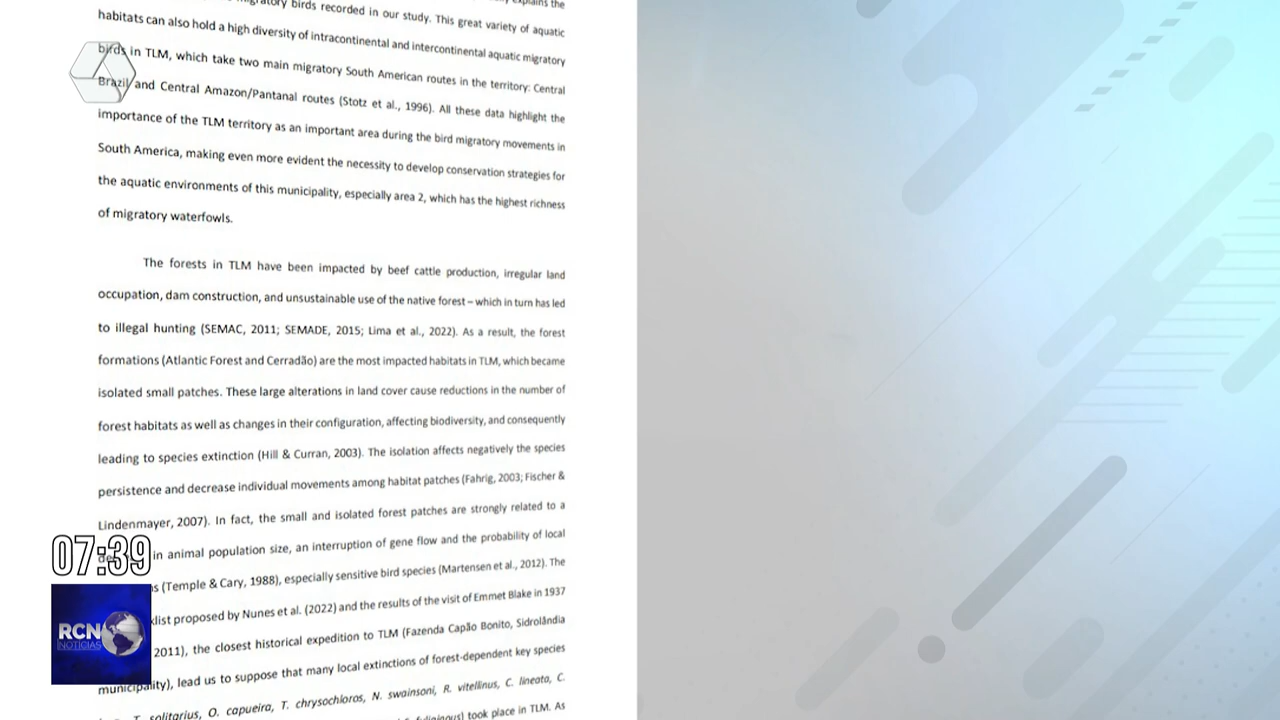 birds recorded in our study. This great variety of aquatic
habitats can also hold a high diversity of intracontinental and intercontinental aquatic migratory
birds in TLM, which take two main migratory South American routes in the territory: Central
Brazil and Central Amazon/Pantanal routes (Stotz et al., 1996). All these data highlight the
importance of the TLM territory as an important area during the bird migratory movements in
South America, making even more evident the necessity to develop conservation strategies for
the aquatic environments of this municipality, especially area 2, which has the highest richness
of migratory waterfowls.
The forests in TLM have been impacted by beef cattle production, irregular land
occupation, dam construction, and unsustainable use of the native forest – which in turn has led
to illegal hunting (SEMAC, 2011; SEMADE, 2015; Lima et al., 2022). As a result, the forest
formations (Atlantic Forest and Cerradão) are the most impacted habitats in TLM, which became
isolated small patches. These large alterations in land cover cause reductions in the number of
forest habitats as well as changes in their configuration, affecting biodiversity, and consequently
leading to species extinction (Hill & Curran, 2003). The isolation affects negatively the species
persistence and decrease individual movements among habitat patches (Fahrig, 2003; Fischer &
Lindenmayer, 2007). In fact, the small and isolated forest patches are strongly related to a
in animal population size, an interruption of gene flow and the probability of local
(Temple & Cary, 1988), especially sensitive bird species (Martensen et al., 2012). The
proposed by Nunes et al. (2022) and the results of the visit of Emmet Blake in 1937
2011), the closest historical expedition to TLM (Fazenda Capão Bonito, Sidrolândia
municipality), lead us to suppose that many local extinctions of forest-dependent key species
T. solitarius, O. capueira, T. chrysochloros, N. swainsoni, R. vitellinus, C. lineata, C.
took place in TLM. As
07:39
RCN
NOTÍCIAS